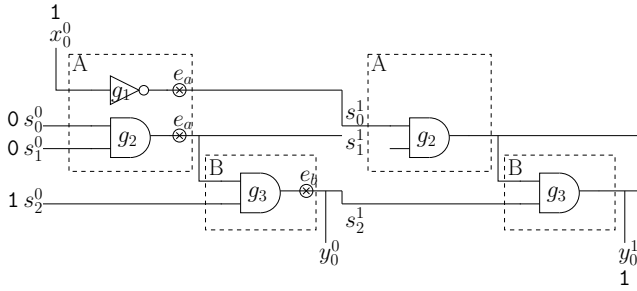 1
x_0^0
A
A
g_1
e_a
e_a
0 s_0^0
g_2
s_0^1
g_2
0 s_1^0
s_1^1
B
B
e_b
1 s_2^0
g_3
s_2^1
g_3
y_0^0
y_0^1
1